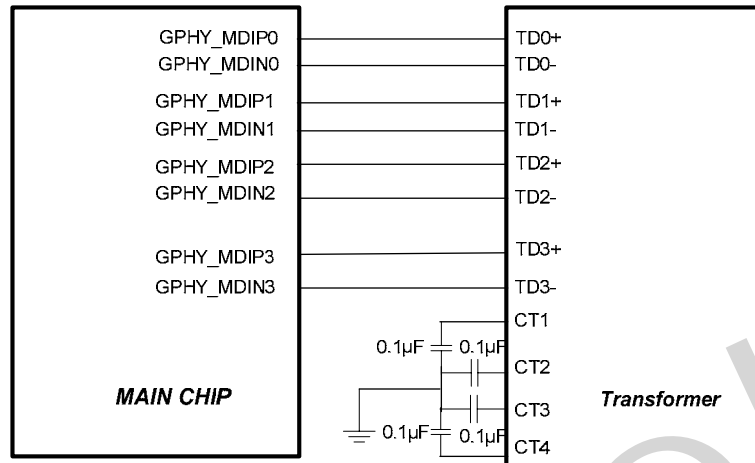 GPHY_MDIP0 TD0+
GPHY_MDIN0 TD0-
GPHY_MDIP1 TD1+
GPHY_MDIN1 TD1-
GPHY_MDIP2 TD2+
GPHY_MDIN2 TD2-
GPHY_MDIP3 TD3+
GPHY_MDIN3 TD3-
CT1
0.1µF 0.1µF
CT2
MAIN CHIP
Transformer
CT3
0.1µF 0.1µF
CT4